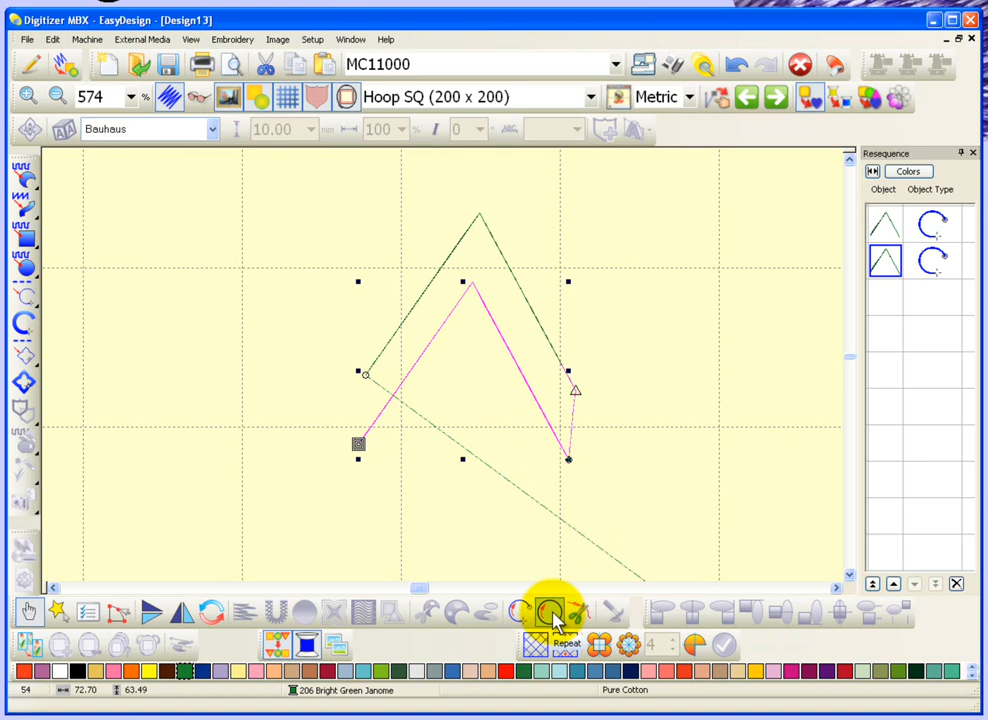 Digitizer MBX - EasyDesign - [Design13]
File Edit Machine External Media View Embroidery Image Setup Window Help
MC11000
574 % Hoop SQ (200 x 200) Metric
Bauhaus 10.00 mm 100 % I 0 ° ABC
Resequence
Colors
Object Object Type
Repeat
4
54 72.70 63.49 206 Bright Green Janome Pure Cotton